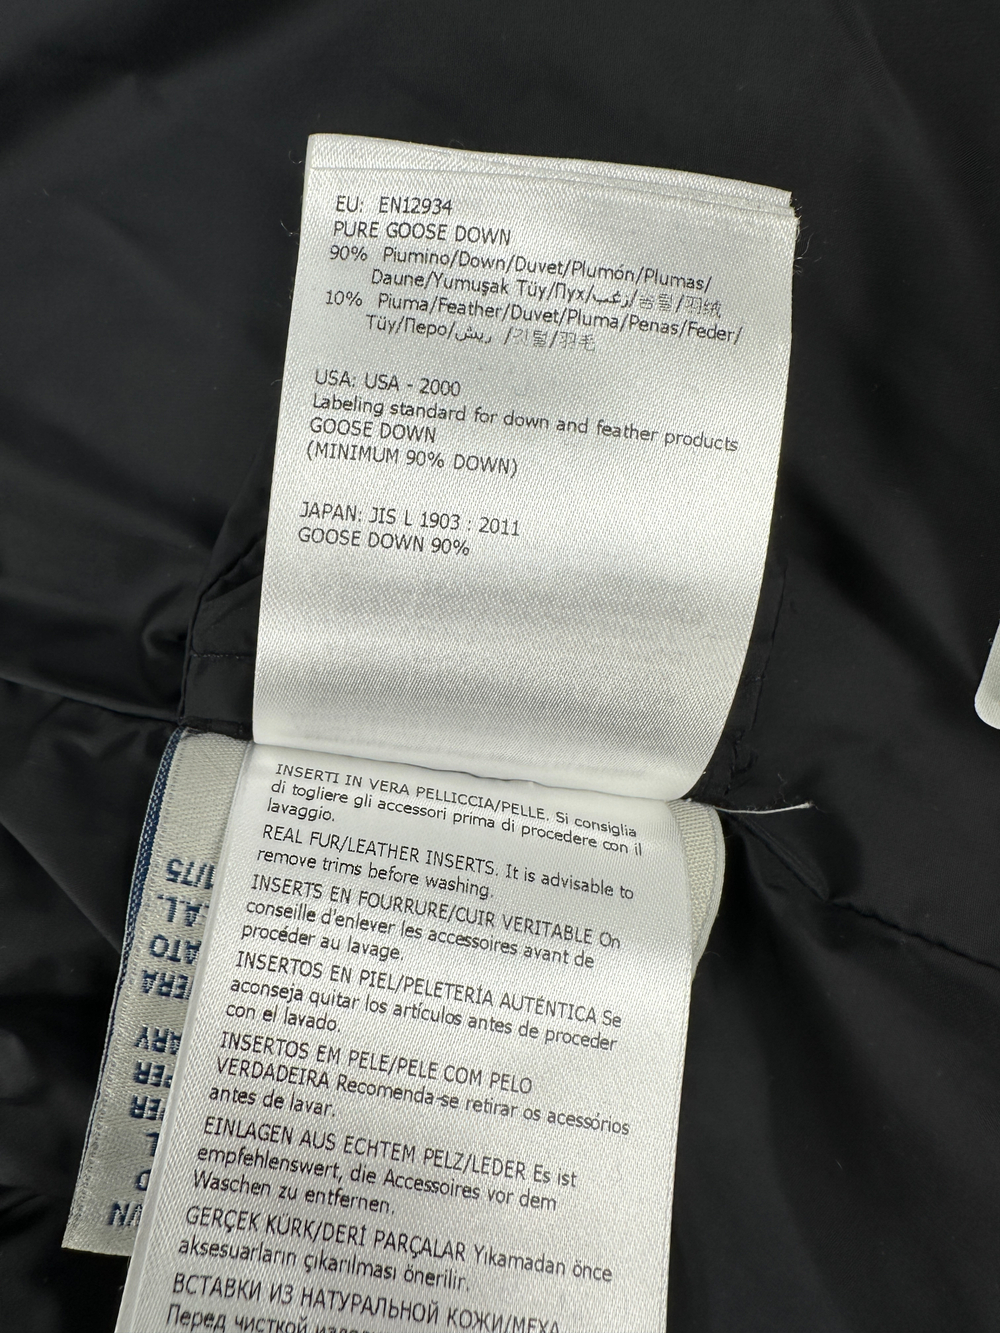 EU: EN12934
PURE GOOSE DOWN
90% Piumino/Down/Duvet/Plumón/Plumas/
Daune/Yumuşak Tüy/Пух/زغب/솜털/羽绒
10% Piuma/Feather/Duvet/Pluma/Penas/Feder/
Tüy/Перо/ريش /깃털/羽毛
USA: USA - 2000
Labeling standard for down and feather products
GOOSE DOWN
(MINIMUM 90% DOWN)
JAPAN: JIS L 1903 : 2011
GOOSE DOWN 90%
INSERTI IN VERA PELLICCIA/PELLE. Si consiglia
di togliere gli accessori prima di procedere con il
lavaggio.
REAL FUR/LEATHER INSERTS. It is advisable to
remove trims before washing.
INSERTS EN FOURRURE/CUIR VERITABLE On
conseille d'enlever les accessoires avant de
procéder au lavage.
INSERTOS EN PIEL/PELETERÍA AUTÉNTICA Se
aconseja quitar los artículos antes de proceder
con el lavado.
INSERTOS EM PELE/PELE COM PELO
VERDADEIRA Recomenda-se retirar os acessórios
antes de lavar.
EINLAGEN AUS ECHTEM PELZ/LEDER Es ist
empfehlenswert, die Accessoires vor dem
Waschen zu entfernen.
GERÇEK KÜRK/DERİ PARÇALAR Yıkamadan önce
aksesuarların çıkarılması önerilir.
ВСТАВКИ ИЗ НАТУРАЛЬНОЙ КОЖИ/МЕХА
Перед чисткой